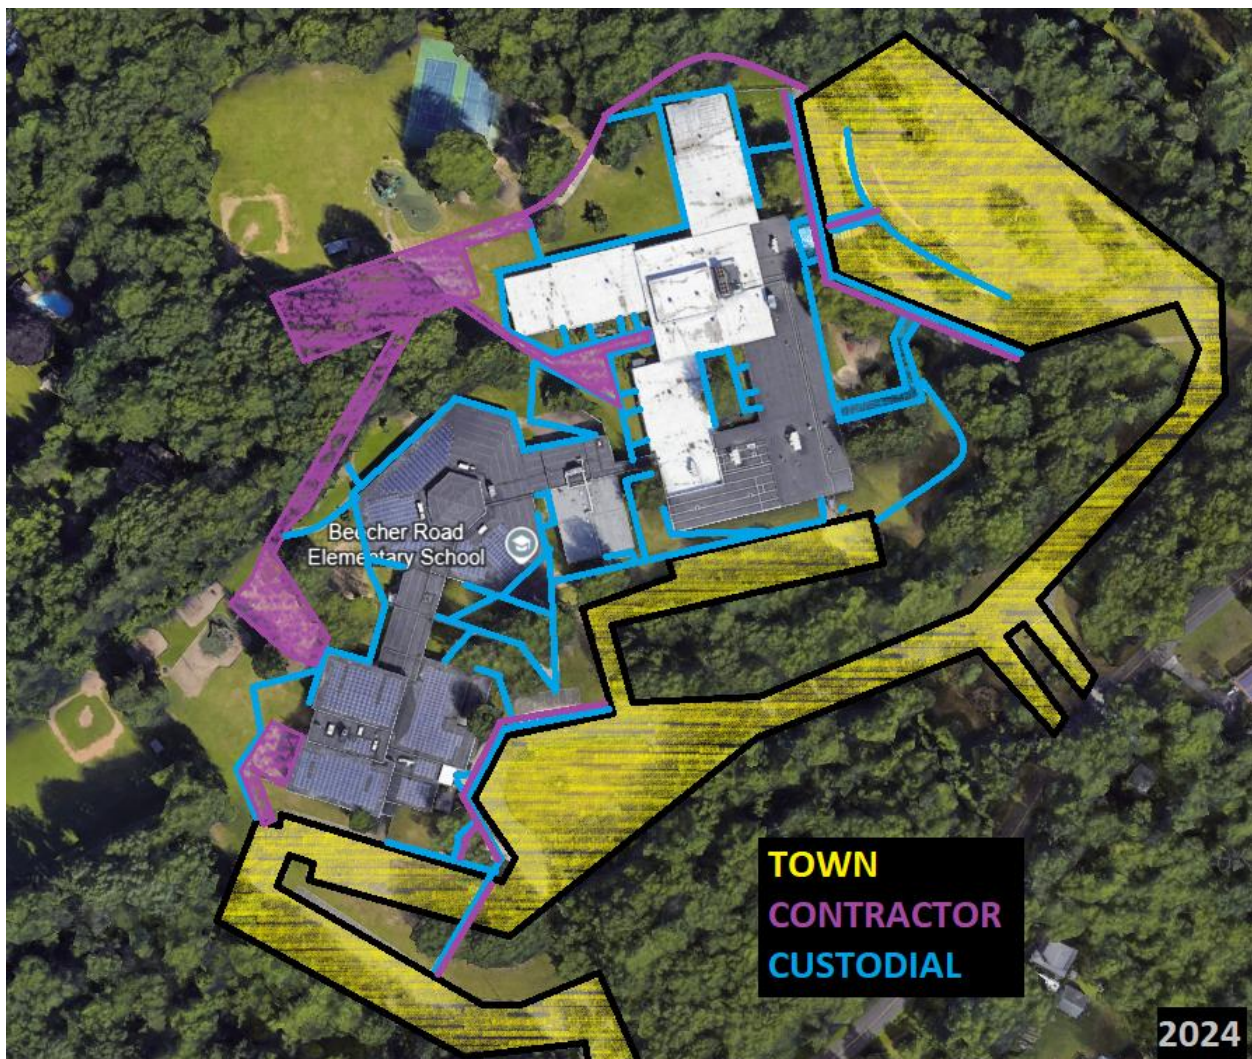 Beecher Road
Elementary School
TOWN
CONTRACTOR
CUSTODIAL
2024